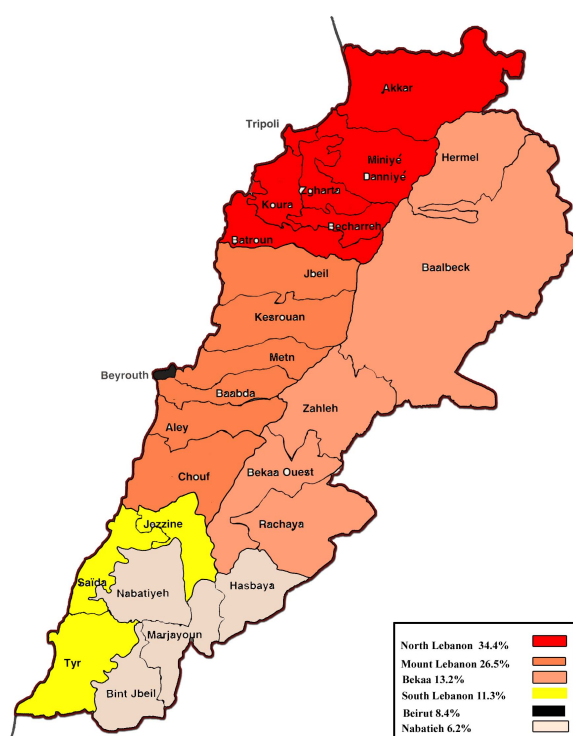 Akkar
Tripoli
Miniyé
Danniyé
Hermel
Zgharta
Koura
Becharreh
Batroun
Baalbeck
Jbeil
Kesrouan
Metn
Beyrouth
Baabda
Zahleh
Aley
Bekaa Ouest
Chouf
Jozzine
Rachaya
Saïda
Nabatiyeh
Hasbaya
Marjayoun
Tyr
Bint Jbeil
North Lebanon 34.4%
Mount Lebanon 26.5%
Bekaa 13.2%
South Lebanon 11.3%
Beirut 8.4%
Nabatieh 6.2%